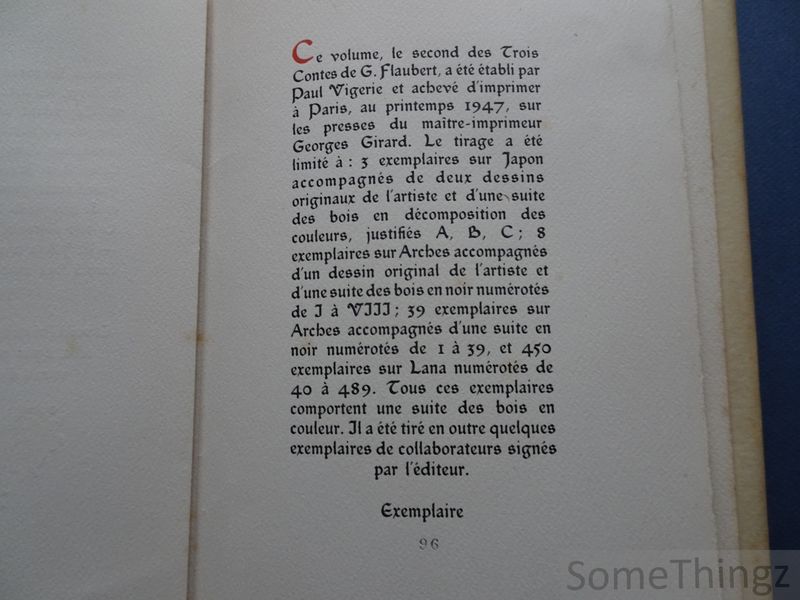 Ce volume, le second des Trois
Contes de G. Flaubert, a été établi par
Paul Vigerie et achevé d'imprimer
à Paris, au printemps 1947, sur
les presses du maître-imprimeur
Georges Girard. Le tirage a été
limité à : 3 exemplaires sur Japon
accompagnés de deux dessins
originaux de l'artiste et d'une suite
des bois en décomposition des
couleurs, justifiés A, B, C ; 8
exemplaires sur Arches accompagnés
d'un dessin original de l'artiste et
d'une suite des bois en noir numérotés
de I à VIII ; 39 exemplaires sur
Arches accompagnés d'une suite en
noir numérotés de 1 à 39, et 450
exemplaires sur Lana numérotés de
40 à 489. Tous ces exemplaires
comportent une suite des bois en
couleur. Il a été tiré en outre quelques
exemplaires de collaborateurs signés
par l'éditeur.
Exemplaire
96
SomeThingz